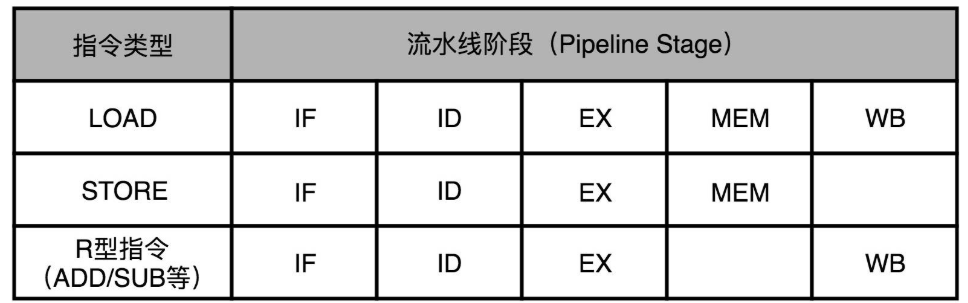 指令类型 流水线阶段（Pipeline Stage）
LOAD IF ID EX MEM WB
STORE IF ID EX MEM
R型指令
（ADD/SUB等） IF ID EX WB